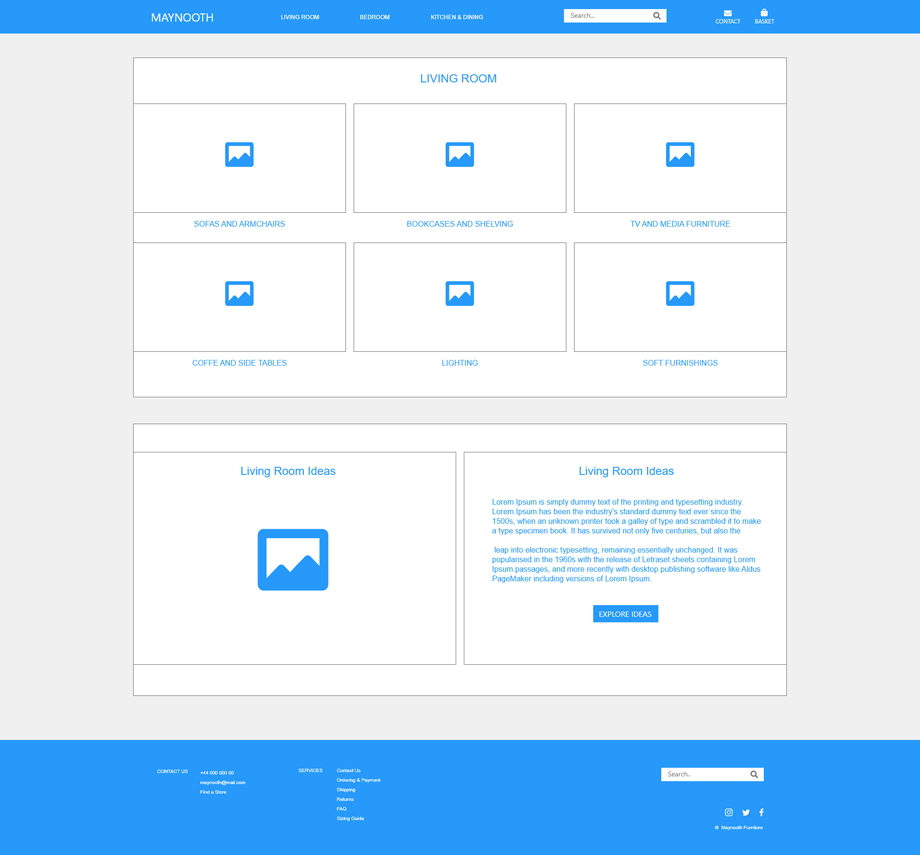 MAYNOOTH
LIVING ROOM
BEDROOM
KITCHEN & DINING
Search...
CONTACT
BASKET
LIVING ROOM
SOFAS AND ARMCHAIRS
BOOKCASES AND SHELVING
TV AND MEDIA FURNITURE
COFFE AND SIDE TABLES
LIGHTING
SOFT FURNISHINGS
Living Room Ideas
Living Room Ideas
Lorem Ipsum is simply dummy text of the printing and typesetting industry.
Lorem Ipsum has been the industry's standard dummy text ever since the
1500s, when an unknown printer took a galley of type and scrambled it to make
a type specimen book. It has survived not only five centuries, but also the
leap into electronic typesetting, remaining essentially unchanged. It was
popularised in the 1960s with the release of Letraset sheets containing Lorem
Ipsum passages, and more recently with desktop publishing software like Aldus
PageMaker including versions of Lorem Ipsum.
EXPLORE IDEAS
CONTACT US
+44 000 000 00
maynooth@mail.com
Find a Store
SERVICES
Contact Us
Ordering & Payment
Shipping
Returns
FAQ
Sizing Guide
Search..
© Maynooth Furniture